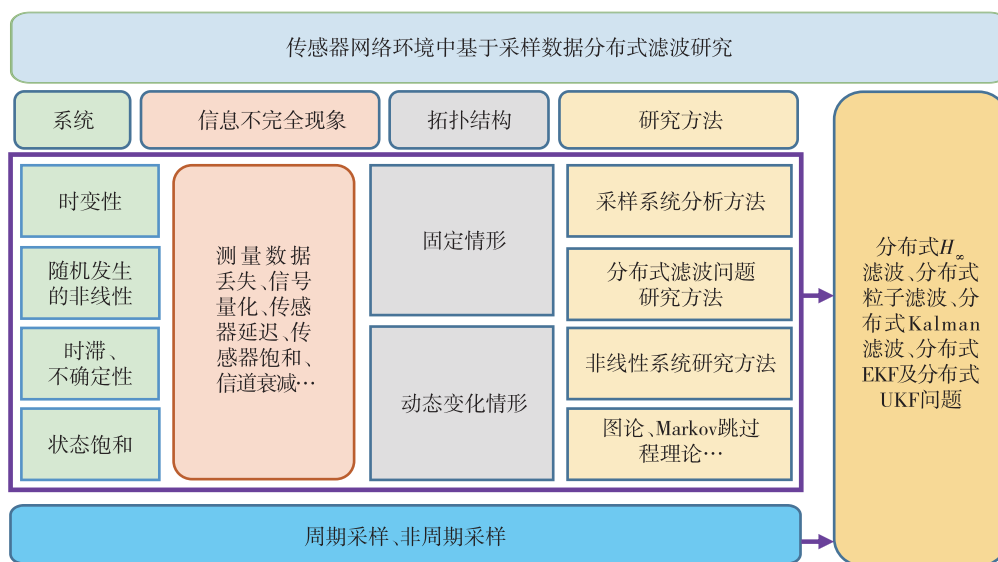 传感器网络环境中基于采样数据分布式滤波研究
系统
信息不完全现象
拓扑结构
研究方法
时变性
随机发生
的非线性
时滞、
不确定性
状态饱和
测量数据
丢失、信号
量化、传感
器延迟、传
感器饱和、
信道衰减…
固定情形
动态变化情形
采样系统分析方法
分布式滤波问题
研究方法
非线性系统研究方法
图论、Markov跳过
程理论…
分布式H∞
滤波、分布式
粒子滤波、分
布式Kalman
滤波、分布式
EKF及分布式
UKF问题
周期采样、非周期采样